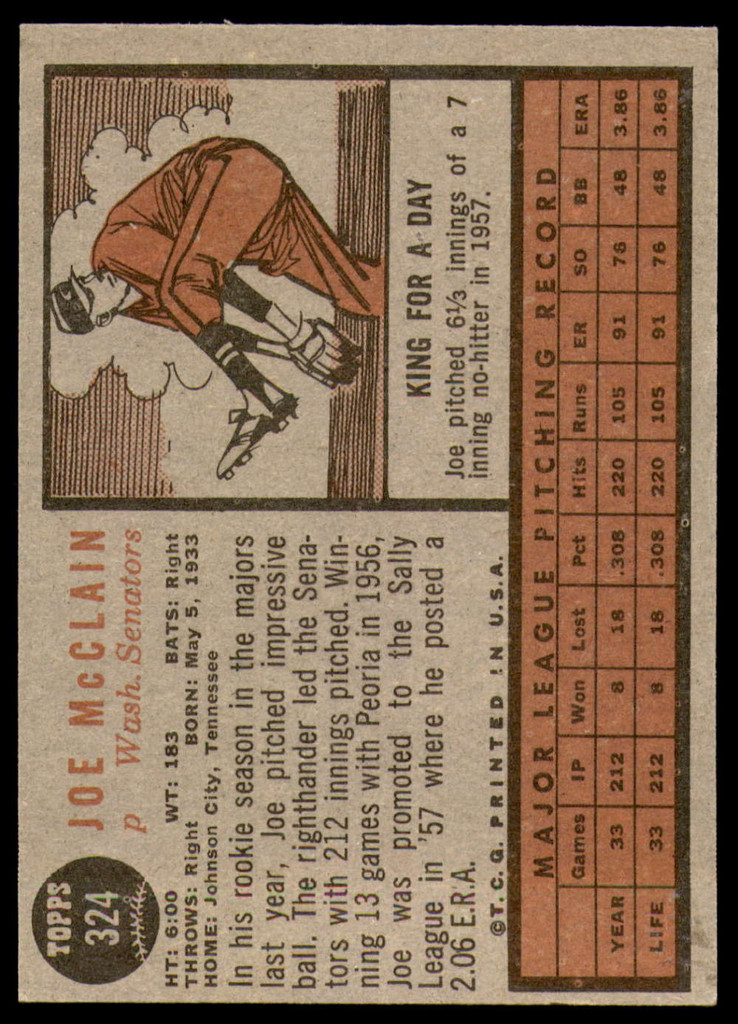 TOPPS
324
JOE McCLAIN
p Wash. Senators
HT: 6:00 WT: 183 BATS: Right
THROWS: Right BORN: May 5, 1933
HOME: Johnson City, Tennessee
In his rookie season in the majors
last year, Joe pitched impressive
ball. The righthander led the Sena-
tors with 212 innings pitched. Win-
ning 13 games with Peoria in 1956,
Joe was promoted to the Sally
League in '57 where he posted a
2.06 E.R.A.
©T.C.G. PRINTED IN U.S.A.
KING FOR A DAY
Joe pitched 6⅓ innings of a 7
inning no-hitter in 1957.
MAJOR LEAGUE PITCHING RECORD
Games IP Won Lost Pct Hits Runs ER SO BB ERA
YEAR 33 212 8 18 .308 220 105 91 76 48 3.86
LIFE 33 212 8 18 .308 220 105 91 76 48 3.86